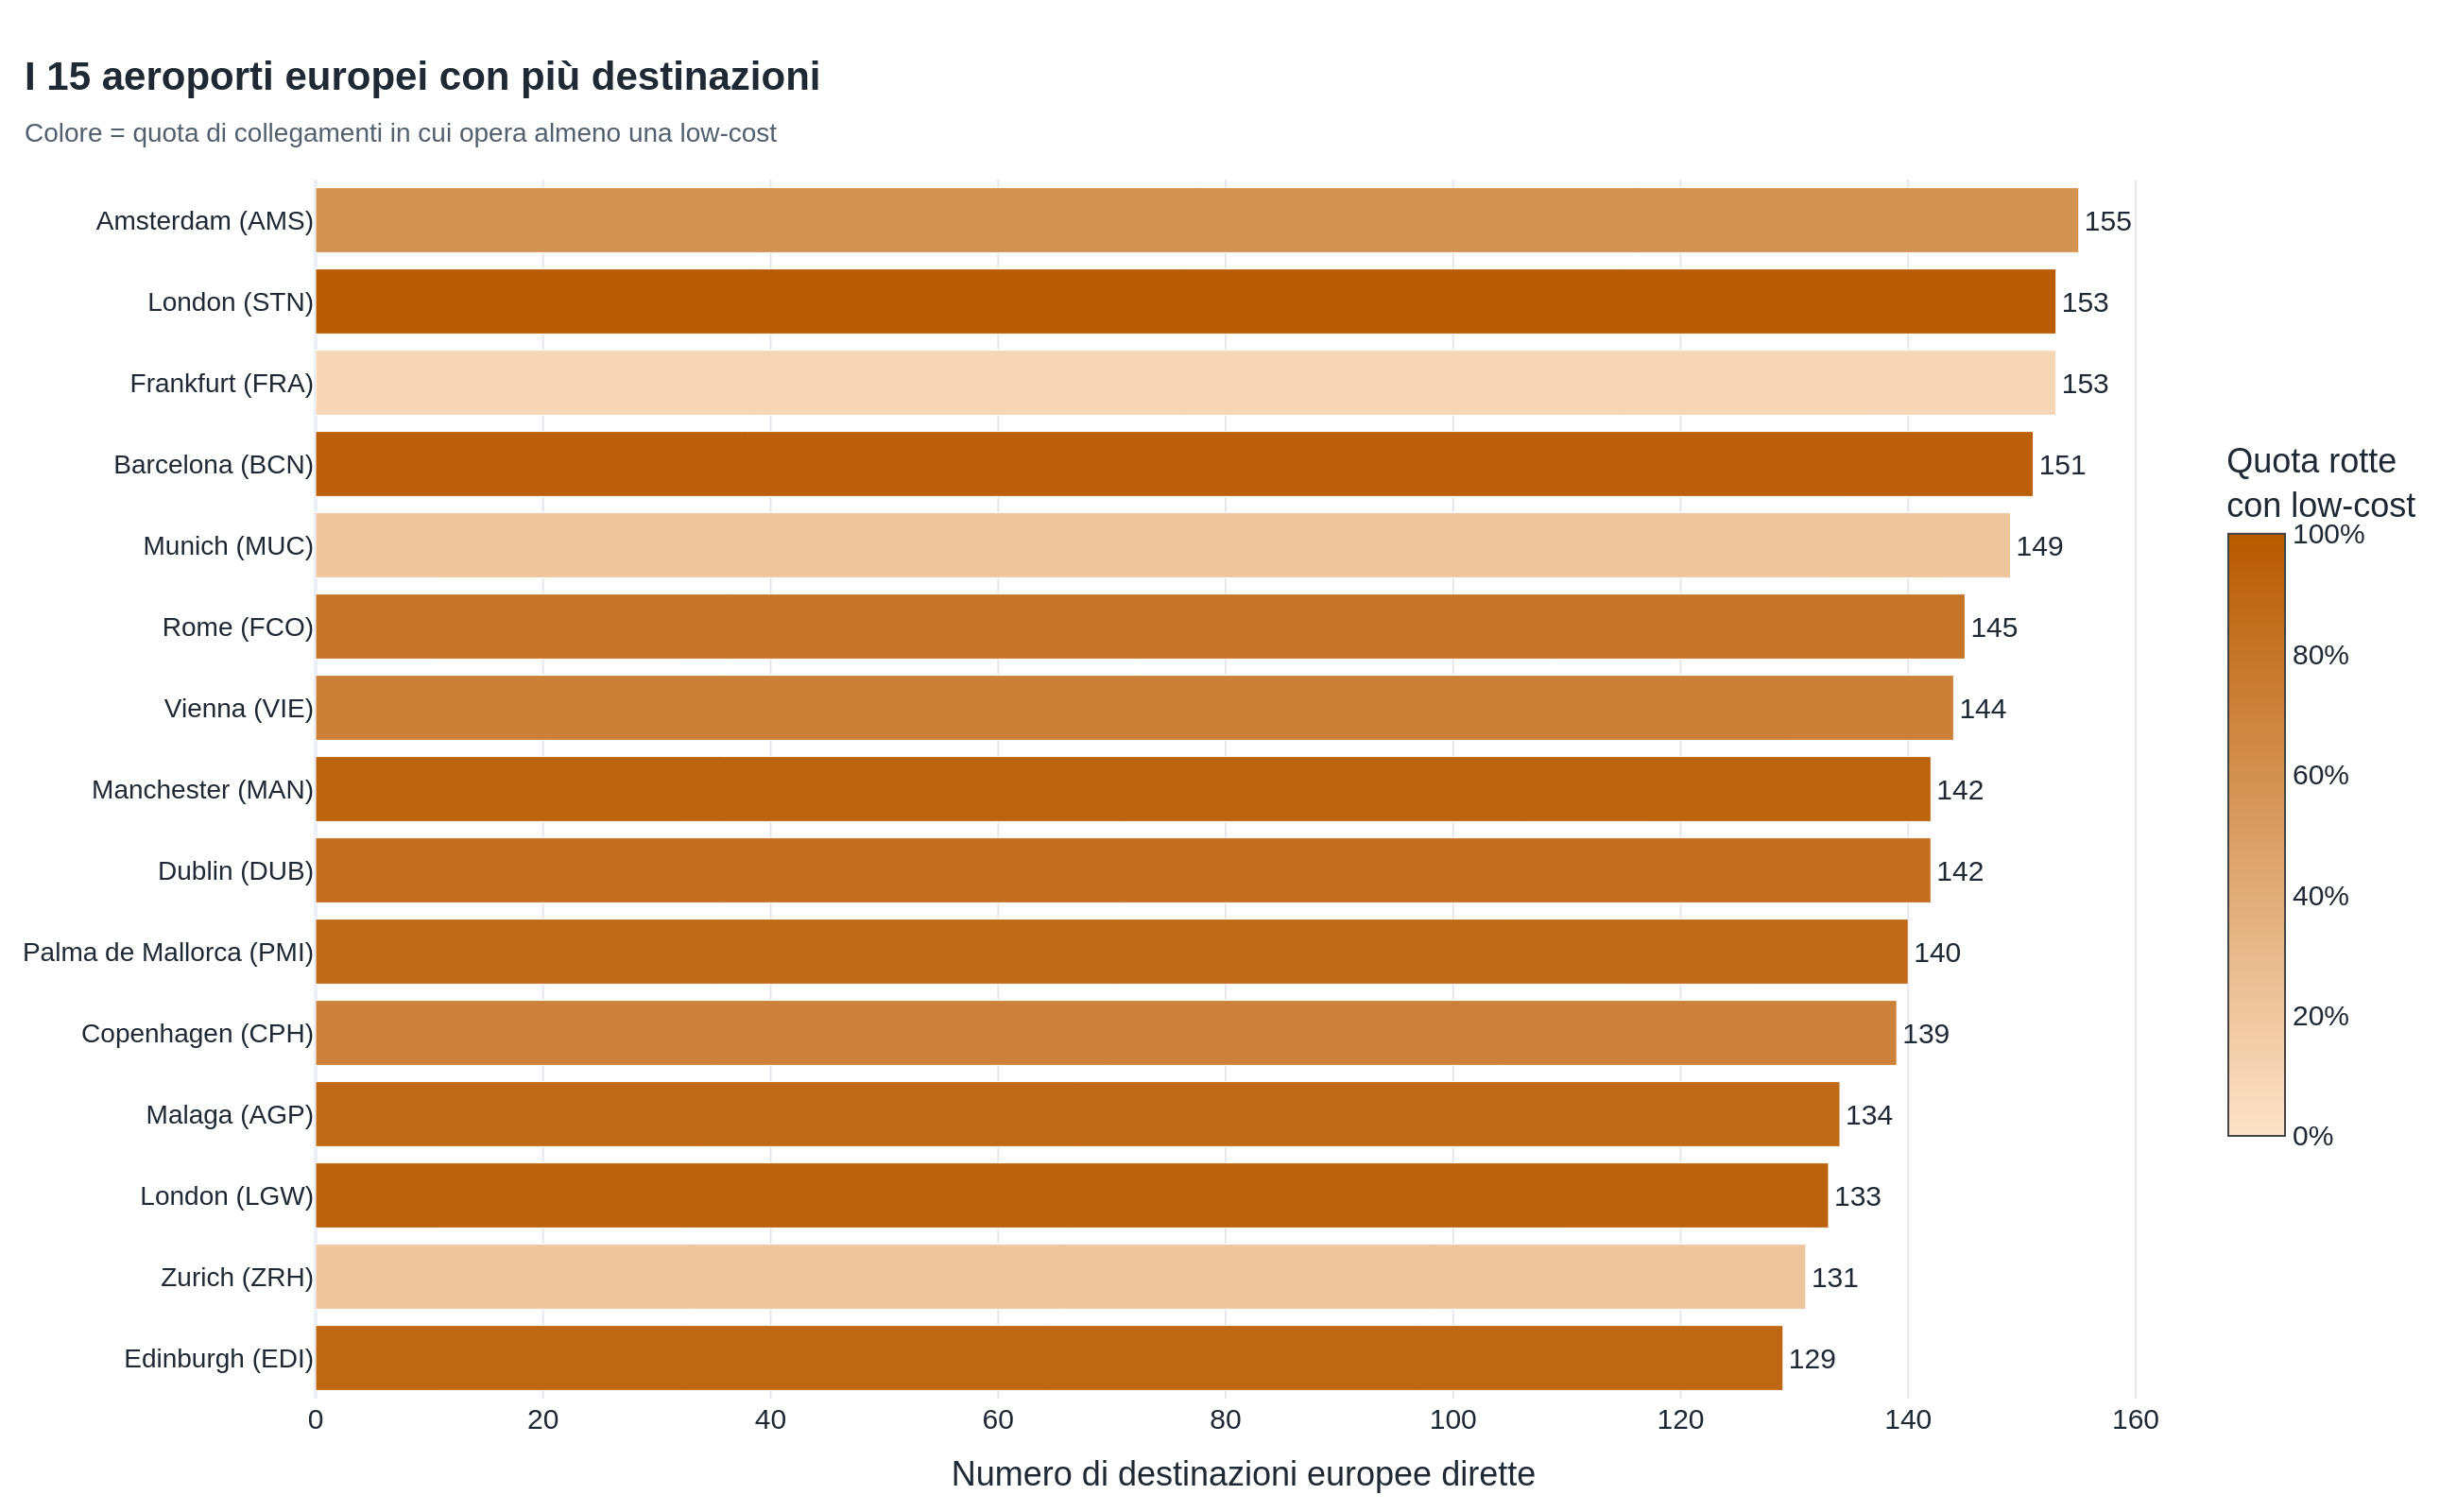 I 15 aeroporti europei con più destinazioni
Colore = quota di collegamenti in cui opera almeno una low-cost
Amsterdam (AMS) 155
London (STN) 153
Frankfurt (FRA) 153
Barcelona (BCN) 151
Munich (MUC) 149
Rome (FCO) 145
Vienna (VIE) 144
Manchester (MAN) 142
Dublin (DUB) 142
Palma de Mallorca (PMI) 140
Copenhagen (CPH) 139
Malaga (AGP) 134
London (LGW) 133
Zurich (ZRH) 131
Edinburgh (EDI) 129
0 20 40 60 80 100 120 140 160
Numero di destinazioni europee dirette
Quota rotte
con low-cost
100%
80%
60%
40%
20%
0%